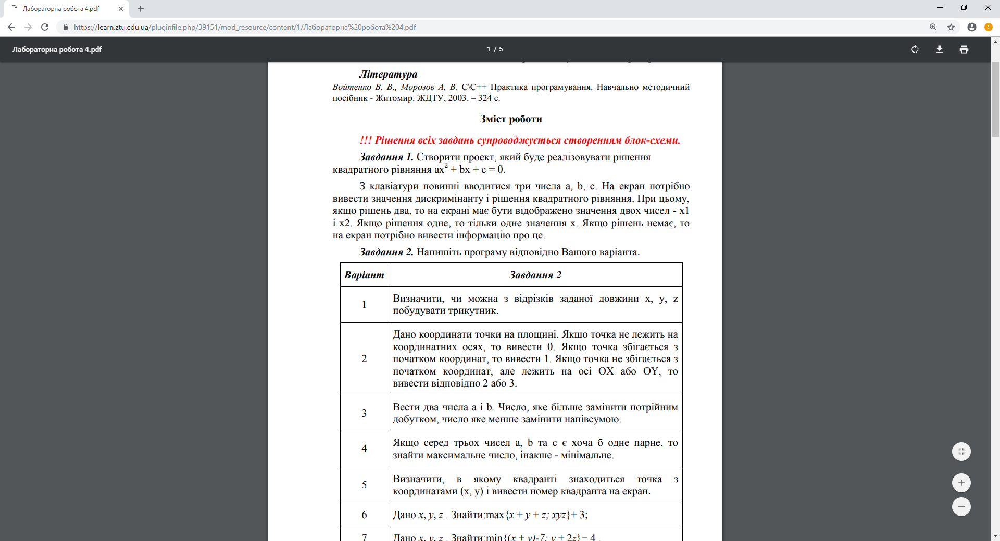 Лабораторна робота 4.pdf
https://learn.ztu.edu.ua/pluginfile.php/39151/mod_resource/content/1/Лабораторна%20робота%204.pdf
Лабораторна робота 4.pdf
1 / 5
Література
Войтенко В. В., Морозов А. В. С\С++ Практика програмування. Навчально методичний
посібник - Житомир: ЖДТУ, 2003. – 324 с.
Зміст роботи
!!! Рішення всіх завдань супроводжується створенням блок-схеми.
Завдання 1. Створити проект, який буде реалізовувати рішення
квадратного рівняння ax² + bx + c = 0.
З клавіатури повинні вводитися три числа a, b, c. На екран потрібно
вивести значення дискримінанту і рішення квадратного рівняння. При цьому,
якщо рішень два, то на екрані має бути відображено значення двох чисел - x1
і x2. Якщо рішення одне, то тільки одне значення x. Якщо рішень немає, то
на екран потрібно вивести інформацію про це.
Завдання 2. Напишіть програму відповідно Вашого варіанта.
Варіант Завдання 2
1 Визначити, чи можна з відрізків заданої довжини x, y, z
побудувати трикутник.
2 Дано координати точки на площині. Якщо точка не лежить на
координатних осях, то вивести 0. Якщо точка збігається з
початком координат, то вивести 1. Якщо точка не збігається з
початком координат, але лежить на осі OX або OY, то
вивести відповідно 2 або 3.
3 Вести два числа a і b. Число, яке більше замінити потрійним
добутком, число яке менше замінити напівсумою.
4 Якщо серед трьох чисел a, b та c є хоча б одне парне, то
знайти максимальне число, інакше - мінімальне.
5 Визначити, в якому квадранті знаходиться точка з
координатами (x, y) і вивести номер квадранта на екран.
6 Дано x, y, z . Знайти:max{x + y + z; xyz}+ 3;
7 Дано x, y, z . Знайти:min{(x + y)-7; y + 2z}− 4 .